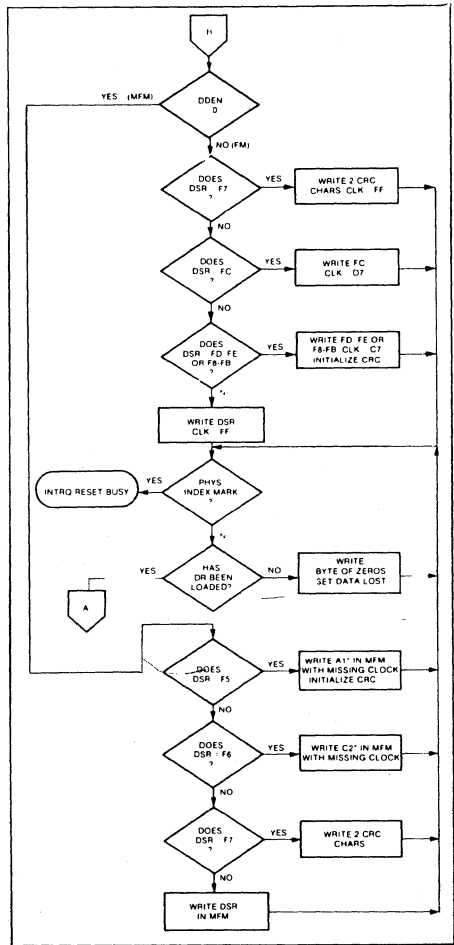 YES (MFM)
DDEN
0
NO (FM)
DOES
DSR F7
?
YES
WRITE 2 CRC
CHARS CLK FF
NO
DOES
DSR FC
?
YES
WRITE FC
CLK D7
NO
DOES
DSR FD FE
OR F8-FB
?
YES
WRITE FD FE OR
F8-FB CLK C7
INITIALIZE CRC
WRITE DSR
CLK FF
INTRQ RESET BUSY
YES
PHYS
INDEX MARK
?
YES
HAS
DR BEEN
LOADED?
NO
WRITE
BYTE OF ZEROS
SET DATA LOST
A
DOES
DSR F5
YES
WRITE A1* IN MFM
WITH MISSING CLOCK
INITIALIZE CRC
NO
DOES
DSR = F6
?
YES
WRITE C2* IN MFM
WITH MISSING CLOCK
NO
DOES
DSR F7
?
YES
WRITE 2 CRC
CHARS
NO
WRITE DSR
IN MFM